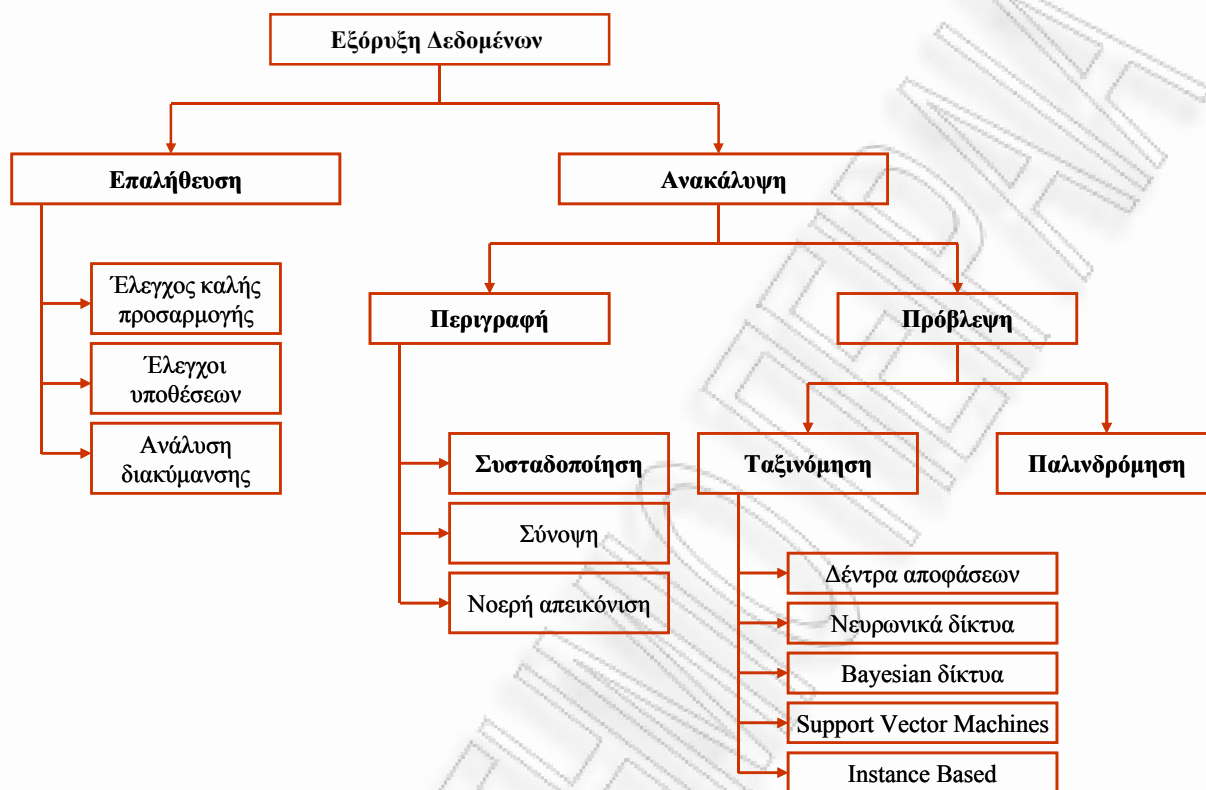 Εξόρυξη Δεδομένων
Επαλήθευση
Ανακάλυψη
Έλεγχος καλής
προσαρμογής
Έλεγχοι
υποθέσεων
Ανάλυση
διακύμανσης
Περιγραφή
Πρόβλεψη
Συσταδοποίηση
Σύνοψη
Νοερή απεικόνιση
Ταξινόμηση
Παλινδρόμηση
Δέντρα αποφάσεων
Νευρωνικά δίκτυα
Bayesian δίκτυα
Support Vector Machines
Instance Based